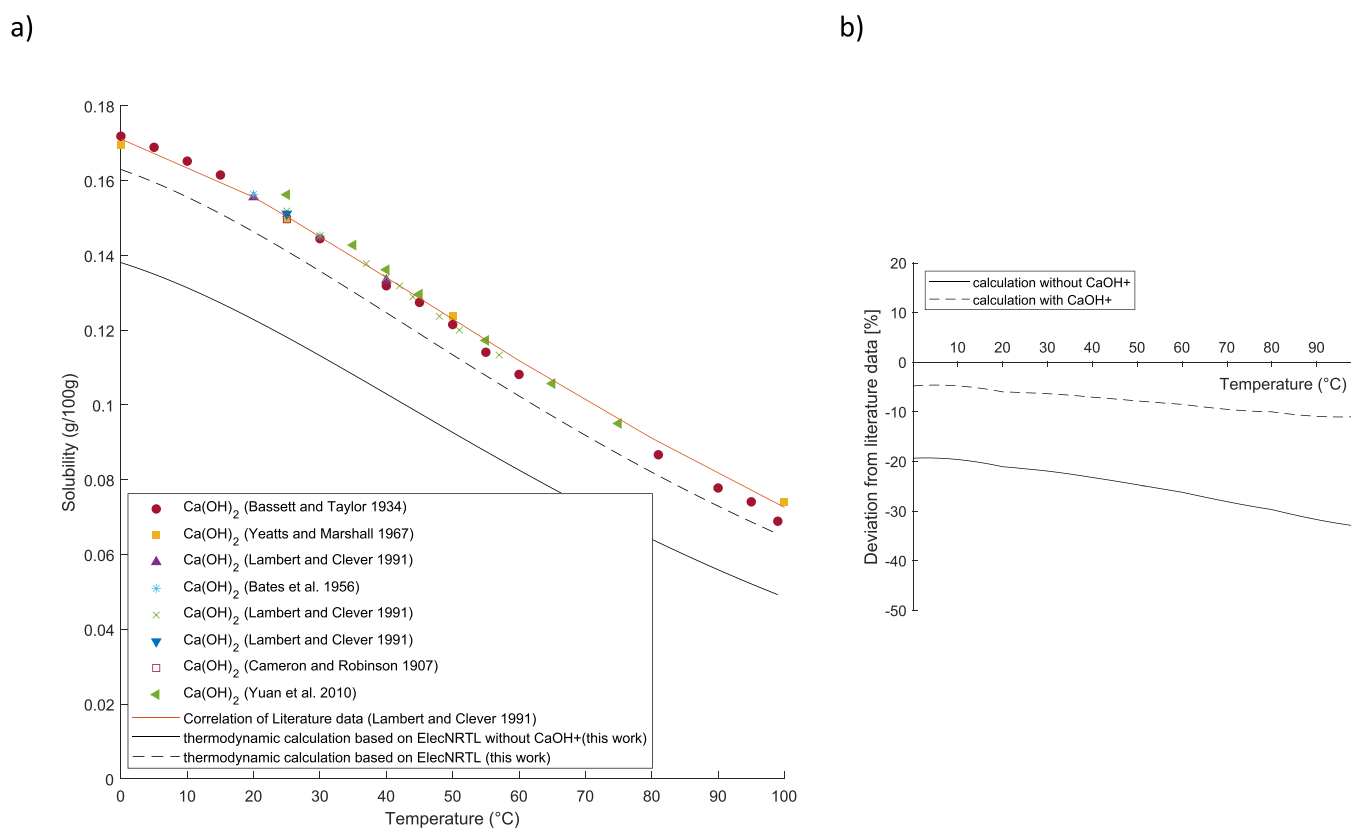 a)
0.18
0.16
0.14
0.12
0.1
0.08
0.06
0.04
0.02
0
Solubility (g/100g)
Ca(OH)2 (Bassett and Taylor 1934)
Ca(OH)2 (Yeatts and Marshall 1967)
Ca(OH)2 (Lambert and Clever 1991)
Ca(OH)2 (Bates et al. 1956)
Ca(OH)2 (Lambert and Clever 1991)
Ca(OH)2 (Lambert and Clever 1991)
Ca(OH)2 (Cameron and Robinson 1907)
Ca(OH)2 (Yuan et al. 2010)
Correlation of Literature data (Lambert and Clever 1991)
thermodynamic calculation based on ElecNRTL without CaOH+(this work)
thermodynamic calculation based on ElecNRTL (this work)
0 10 20 30 40 50 60 70 80 90 100
Temperature (°C)
b)
20
10
0
-10
-20
-30
-40
-50
Deviation from literature data [%]
calculation without CaOH+
calculation with CaOH+
10 20 30 40 50 60 70 80 90
Temperature (°C)